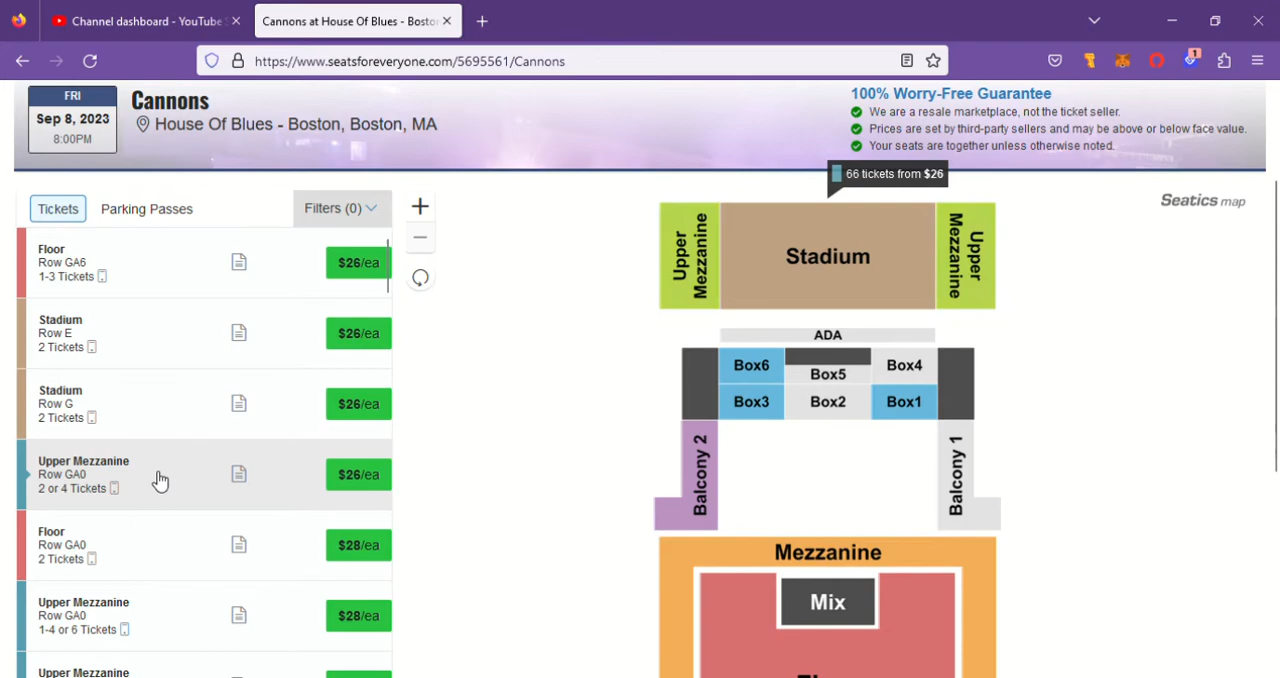 Channel dashboard - YouTube
Cannons at House Of Blues - Bosto
https://www.seatsforeveryone.com/5695561/Cannons
1
FRI
Sep 8, 2023
8:00PM
Cannons
House Of Blues - Boston, Boston, MA
100% Worry-Free Guarantee
We are a resale marketplace, not the ticket seller.
Prices are set by third-party sellers and may be above or below face value.
Your seats are together unless otherwise noted.
66 tickets from $26
Tickets
Parking Passes
Filters (0)
Seatics map
Floor
Row GA6
1-3 Tickets
$26/ea
Stadium
Row E
2 Tickets
$26/ea
Stadium
Row G
2 Tickets
$26/ea
Upper Mezzanine
Row GA0
2 or 4 Tickets
$26/ea
Floor
Row GA0
2 Tickets
$28/ea
Upper Mezzanine
Row GA0
1-4 or 6 Tickets
$28/ea
Upper Mezzanine
Upper
Mezzanine
Stadium
Upper
Mezzanine
ADA
Box6
Box5
Box4
Box3
Box2
Box1
Balcony 2
Balcony 1
Mezzanine
Mix